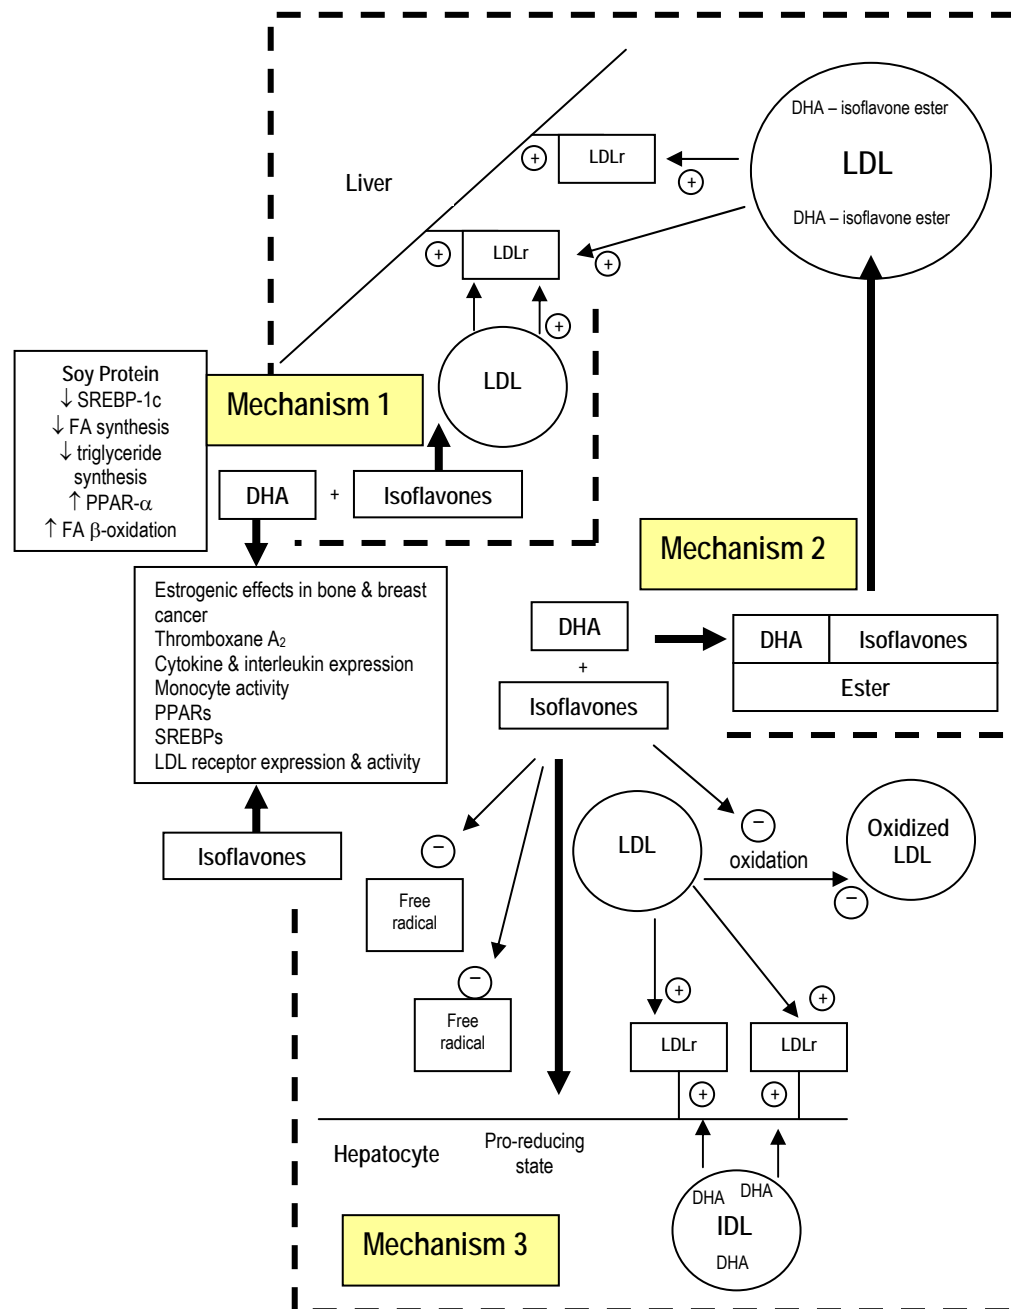 DHA – isoflavone ester
LDL
DHA – isoflavone ester
Liver
LDLr
+
+
LDLr
+
+
+
LDL
Soy Protein
↓ SREBP-1c
↓ FA synthesis
↓ triglyceride
synthesis
↑ PPAR-α
↑ FA β-oxidation
Mechanism 1
DHA
+
Isoflavones
Mechanism 2
Estrogenic effects in bone & breast
cancer
Thromboxane A₂
Cytokine & interleukin expression
Monocyte activity
PPARs
SREBPs
LDL receptor expression & activity
Isoflavones
DHA
+
Isoflavones
DHA
Isoflavones
Ester
−
Free
radical
−
Free
radical
LDL
−
oxidation
−
Oxidized
LDL
+
+
LDLr
LDLr
+
+
Hepatocyte
Pro-reducing
state
DHA
DHA
IDL
DHA
Mechanism 3